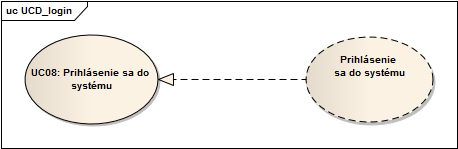 uc UCD_login
UC08: Prihlásenie sa do
systému
Prihlásenie
sa do systému